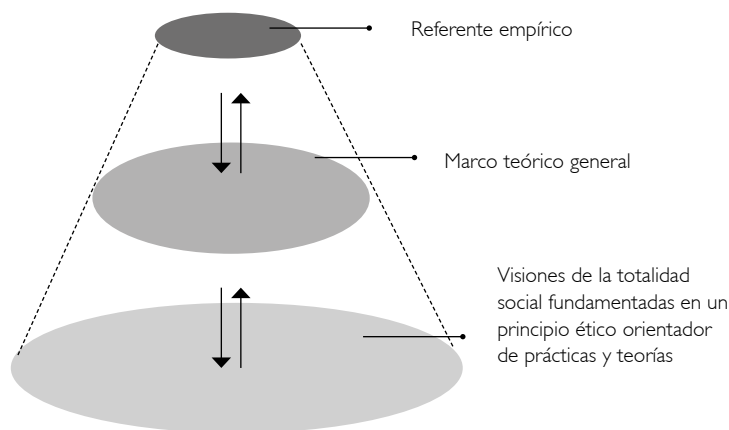 Referente empírico
Marco teórico general
Visiones de la totalidad
social fundamentadas en un
principio ético orientador
de prácticas y teorías